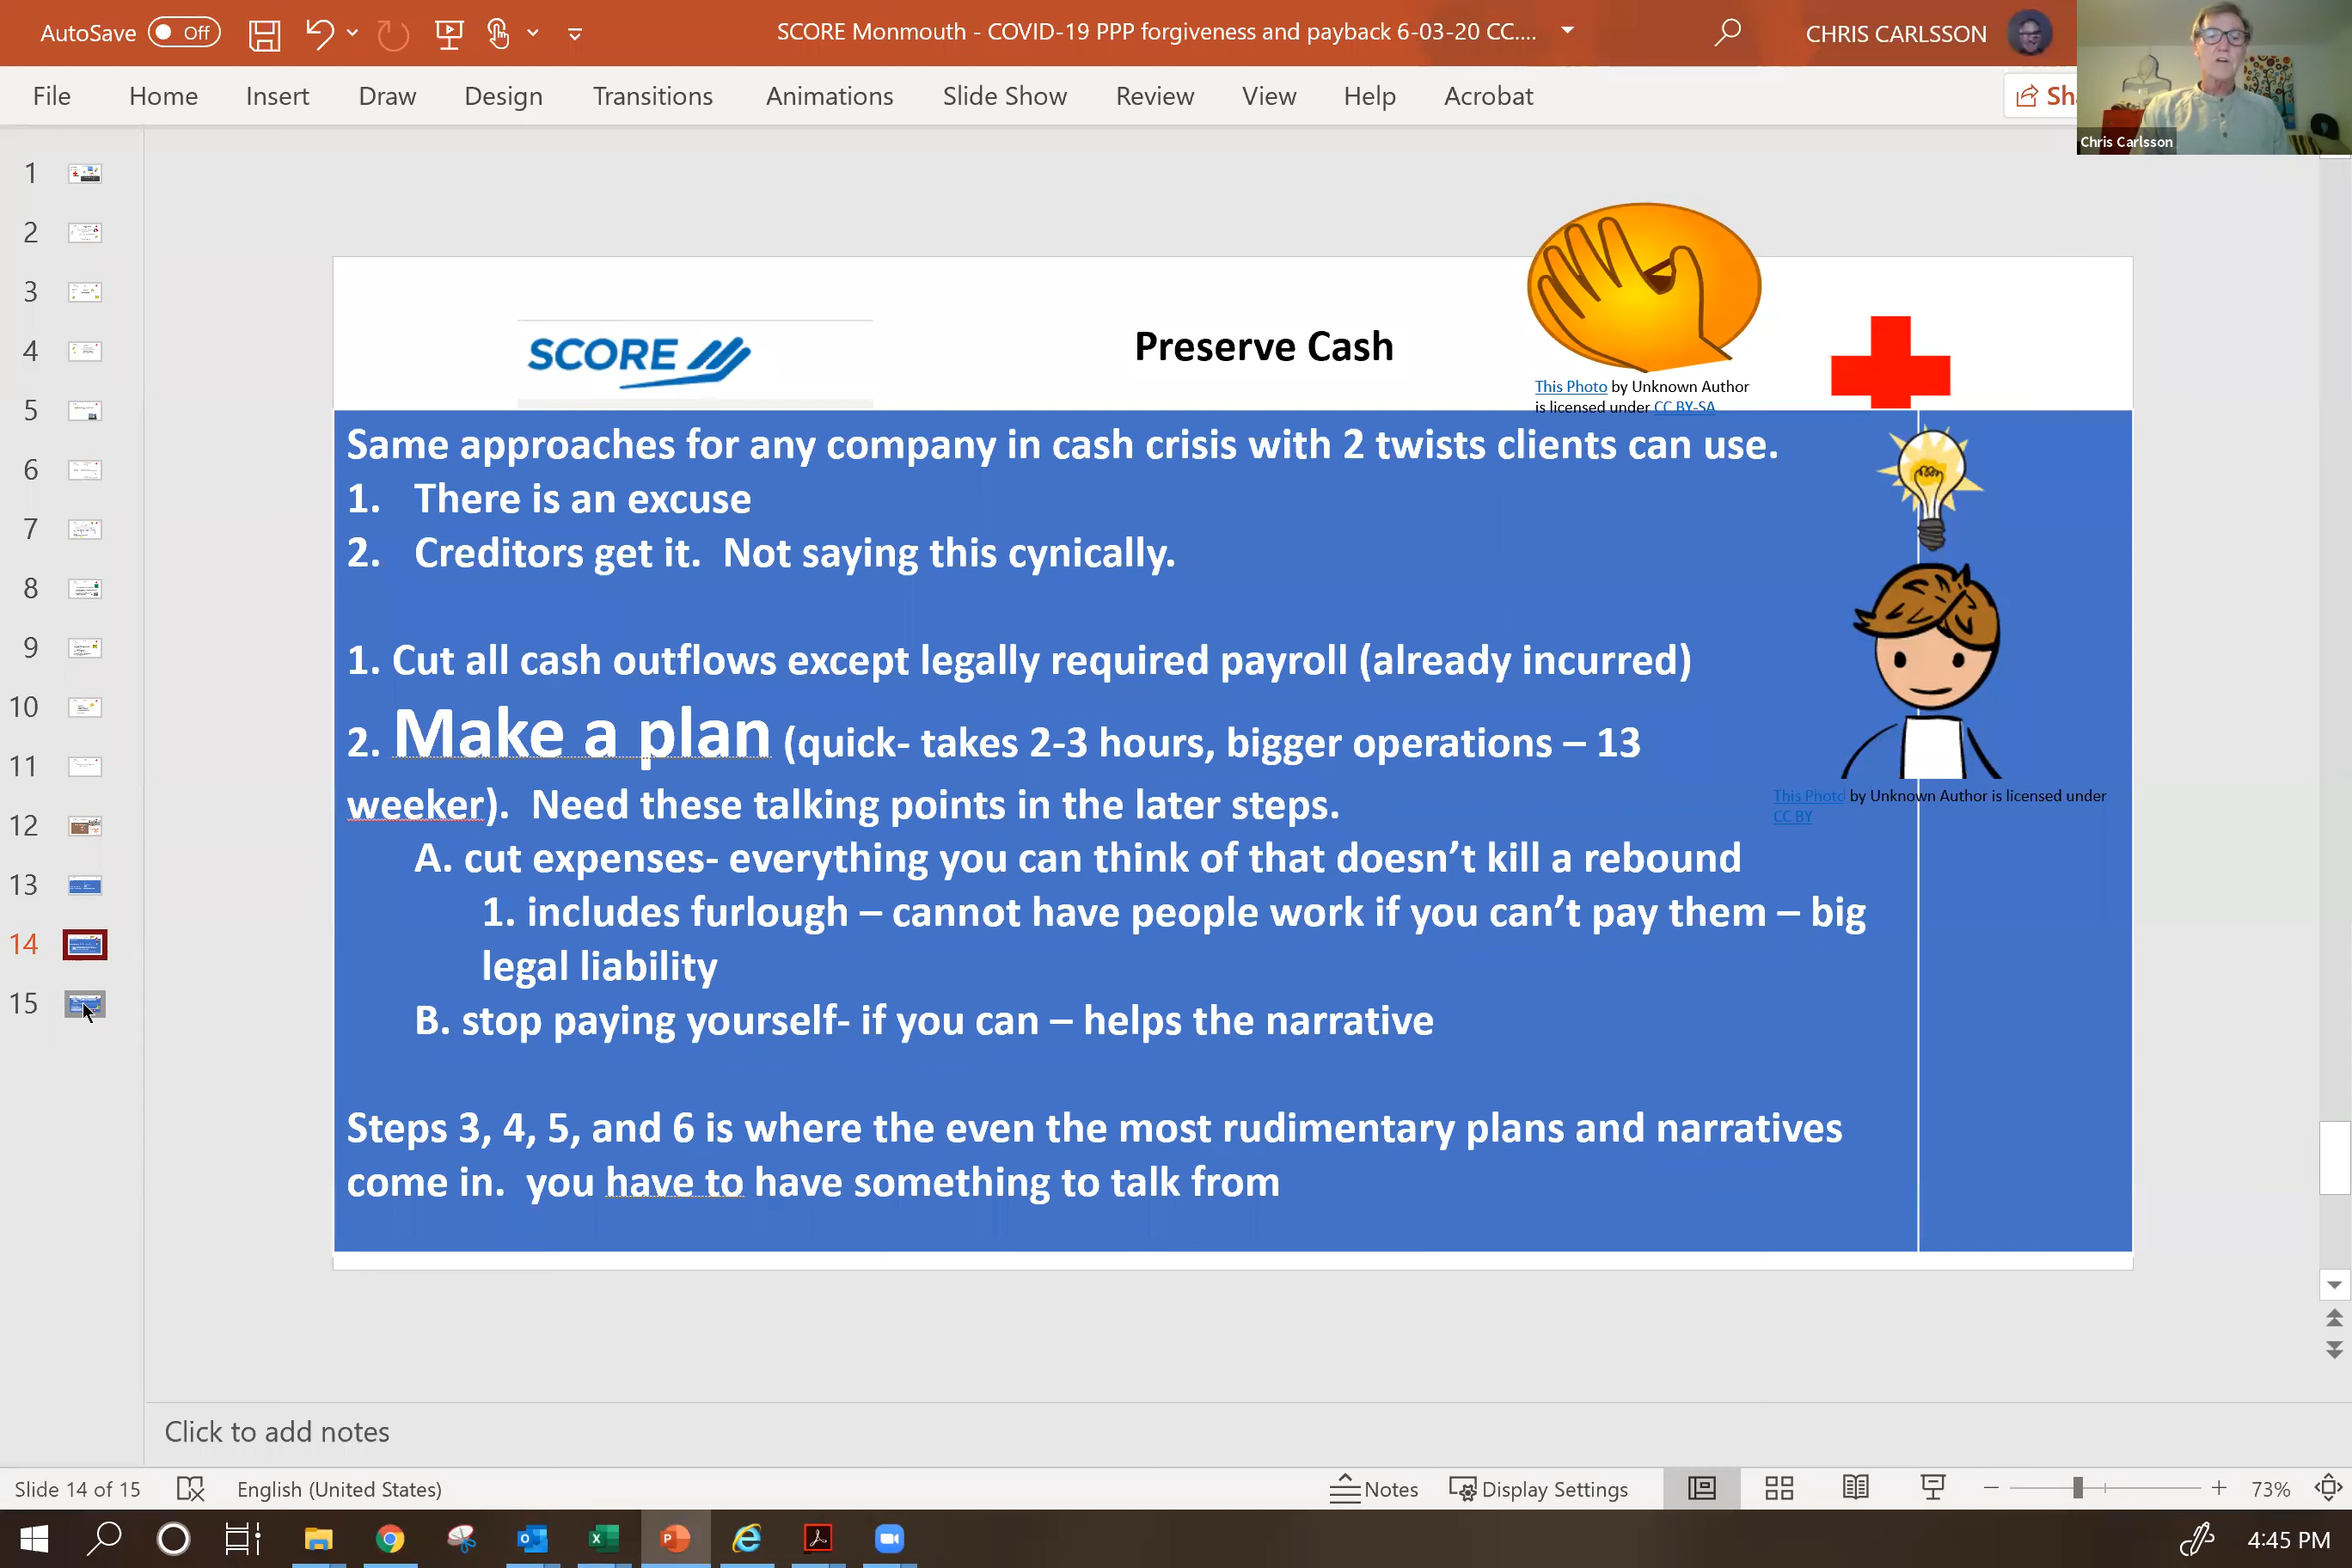 AutoSave Off
SCORE Monmouth - COVID-19 PPP forgiveness and payback 6-03-20 CC....
CHRIS CARLSSON
File Home Insert Draw Design Transitions Animations Slide Show Review View Help Acrobat
Chris Carlsson
1
2
3
4
5
6
7
8
9
10
11
12
13
14
15
SCORE
Preserve Cash
This Photo by Unknown Author
is licensed under CC BY-SA
Same approaches for any company in cash crisis with 2 twists clients can use.
1. There is an excuse
2. Creditors get it. Not saying this cynically.
1. Cut all cash outflows except legally required payroll (already incurred)
2. Make a plan (quick- takes 2-3 hours, bigger operations – 13
weeker). Need these talking points in the later steps.
A. cut expenses- everything you can think of that doesn’t kill a rebound
1. includes furlough – cannot have people work if you can’t pay them – big
legal liability
B. stop paying yourself- if you can – helps the narrative
Steps 3, 4, 5, and 6 is where the even the most rudimentary plans and narratives
come in. you have to have something to talk from
This Photo by Unknown Author is licensed under
CC BY
Click to add notes
Slide 14 of 15 English (United States) Notes Display Settings 73%
4:45 PM